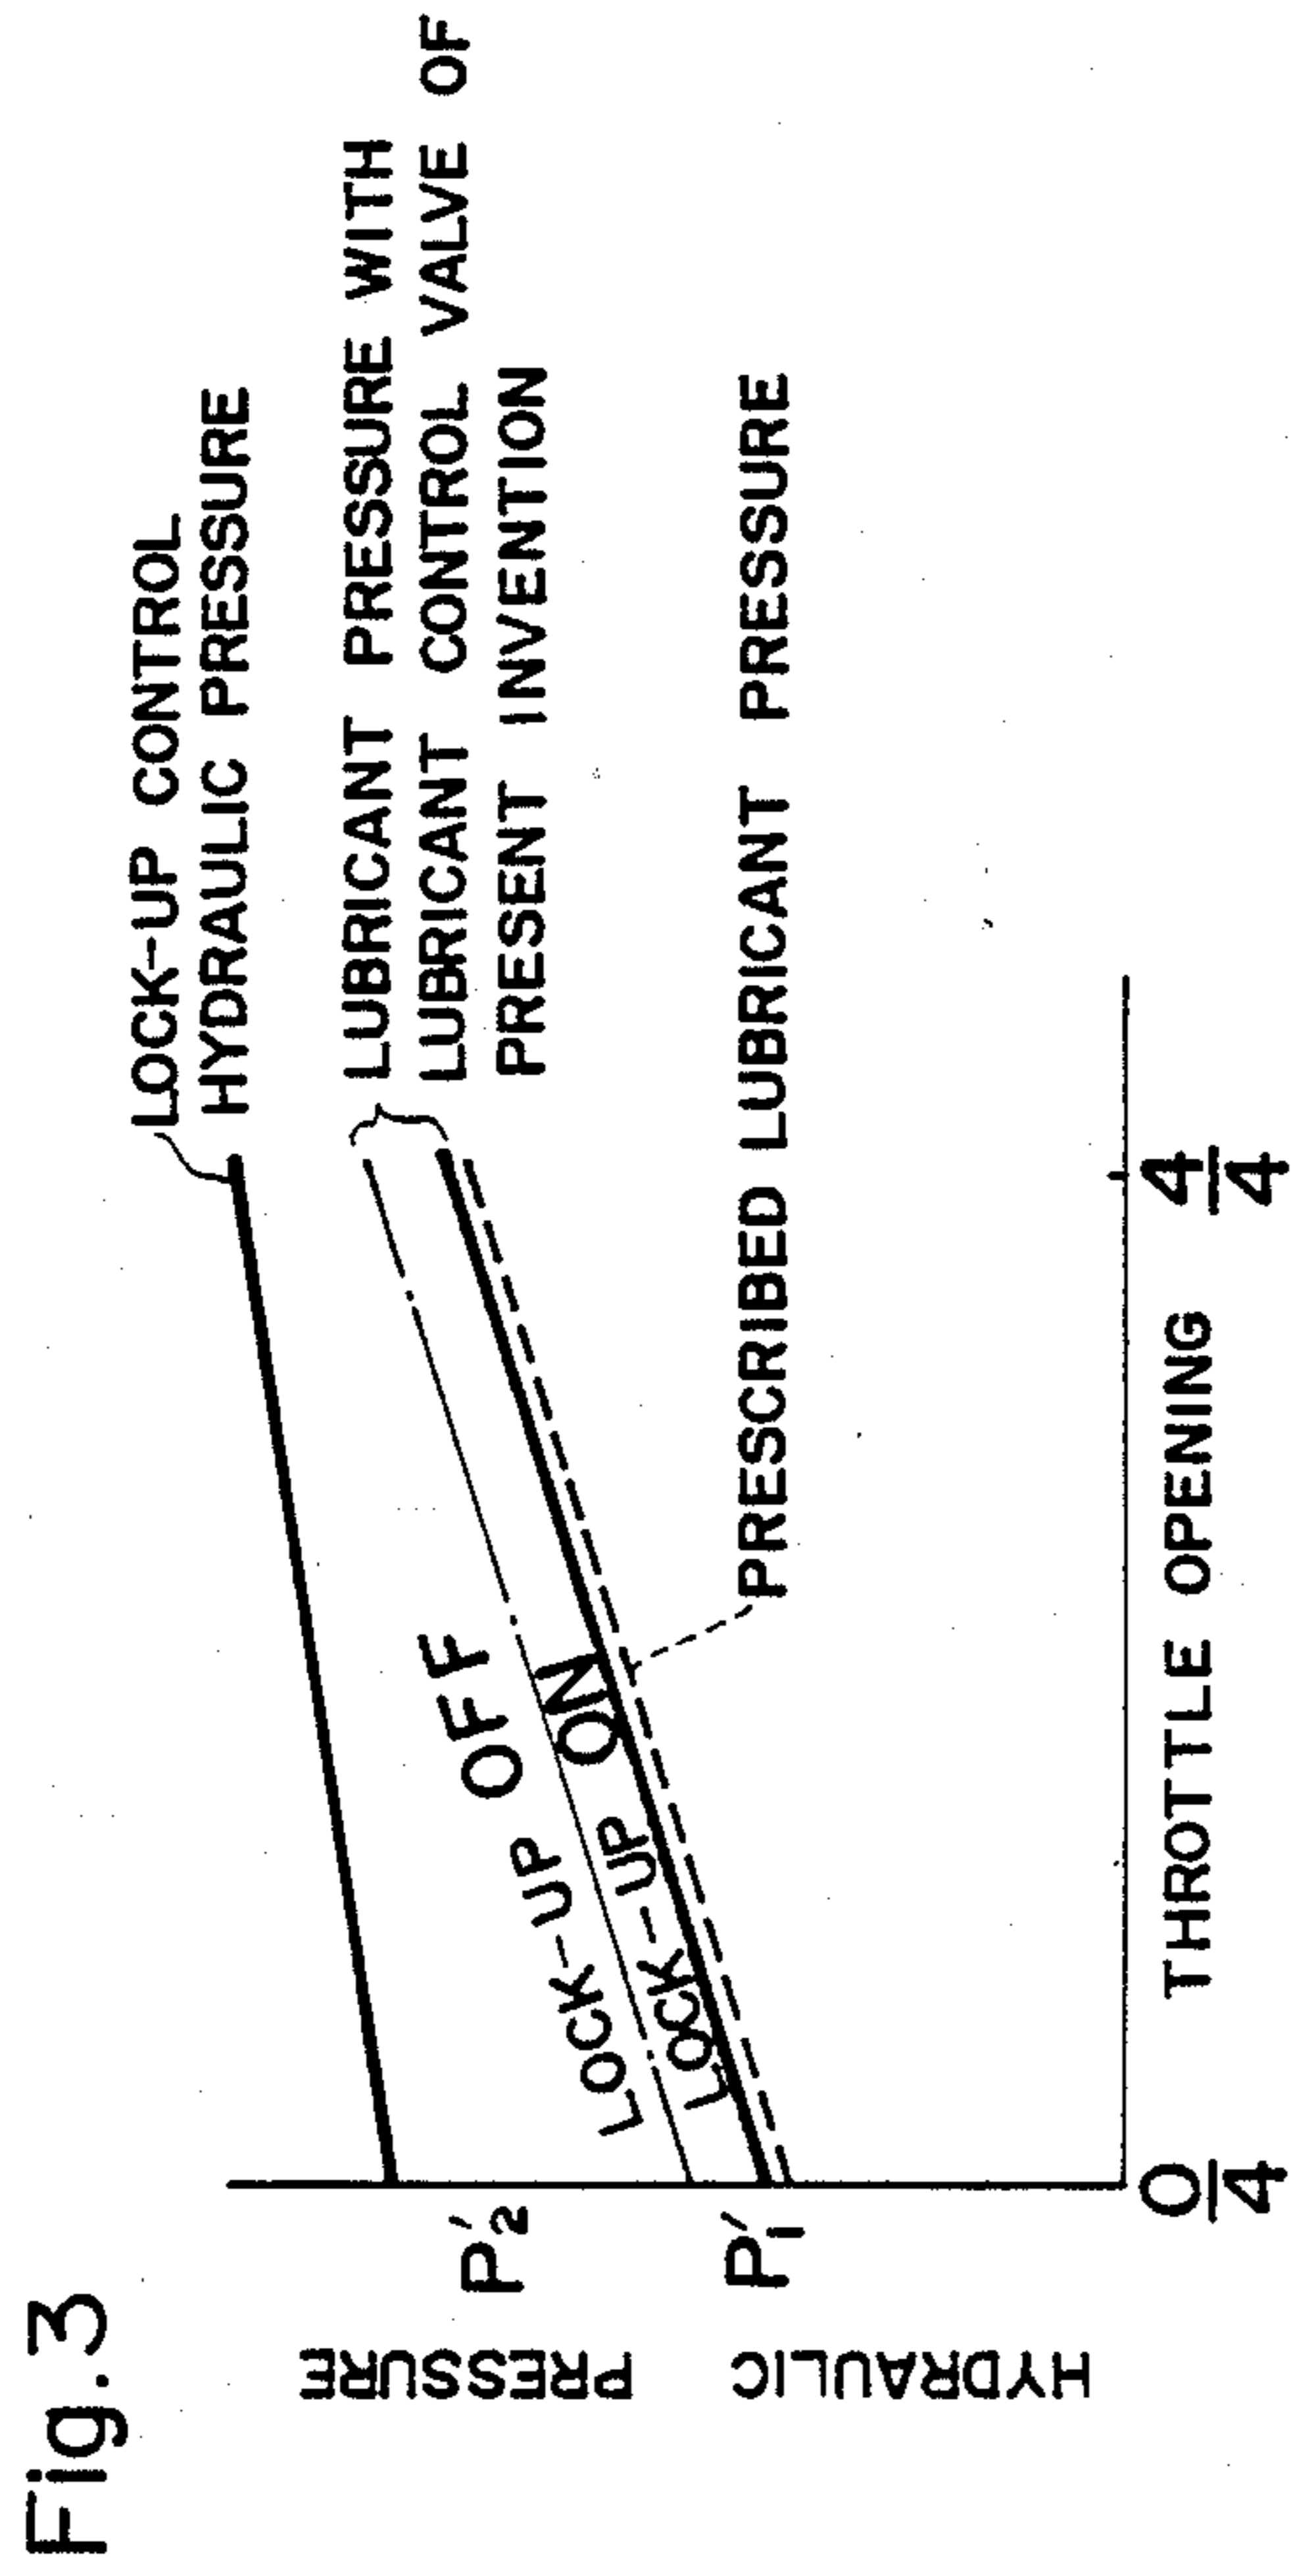 Fig.3
LOCK-UP CONTROL
HYDRAULIC PRESSURE
LUBRICANT PRESSURE WITH
LUBRICANT CONTROL VALVE OF
PRESENT INVENTION
PRESCRIBED LUBRICANT PRESSURE
LOCK-UP OFF
LOCK-UP ON
P'2
P'1
HYDRAULIC PRESSURE
0/4
THROTTLE OPENING
4/4